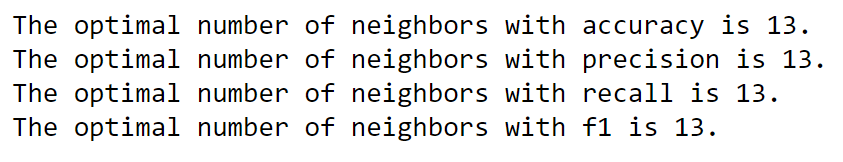 The optimal number of neighbors with accuracy is 13.
The optimal number of neighbors with precision is 13.
The optimal number of neighbors with recall is 13.
The optimal number of neighbors with f1 is 13.